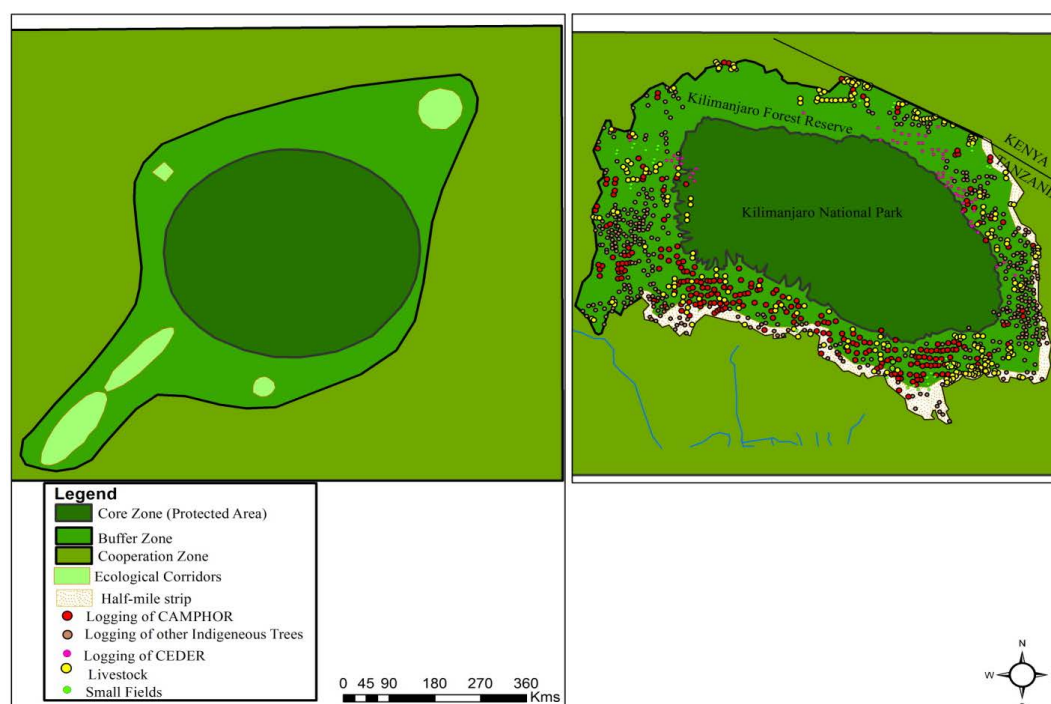 Kilimanjaro Forest Reserve
KENYA
TANZANI
Kilimanjaro National Park
Legend
Core Zone (Protected Area)
Buffer Zone
Cooperation Zone
Ecological Corridors
Half-mile strip
Logging of CAMPHOR
Logging of other Indigeneous Trees
Logging of CEDER
Livestock
Small Fields
0 45 90 180 270 360
Kms
N
W
E